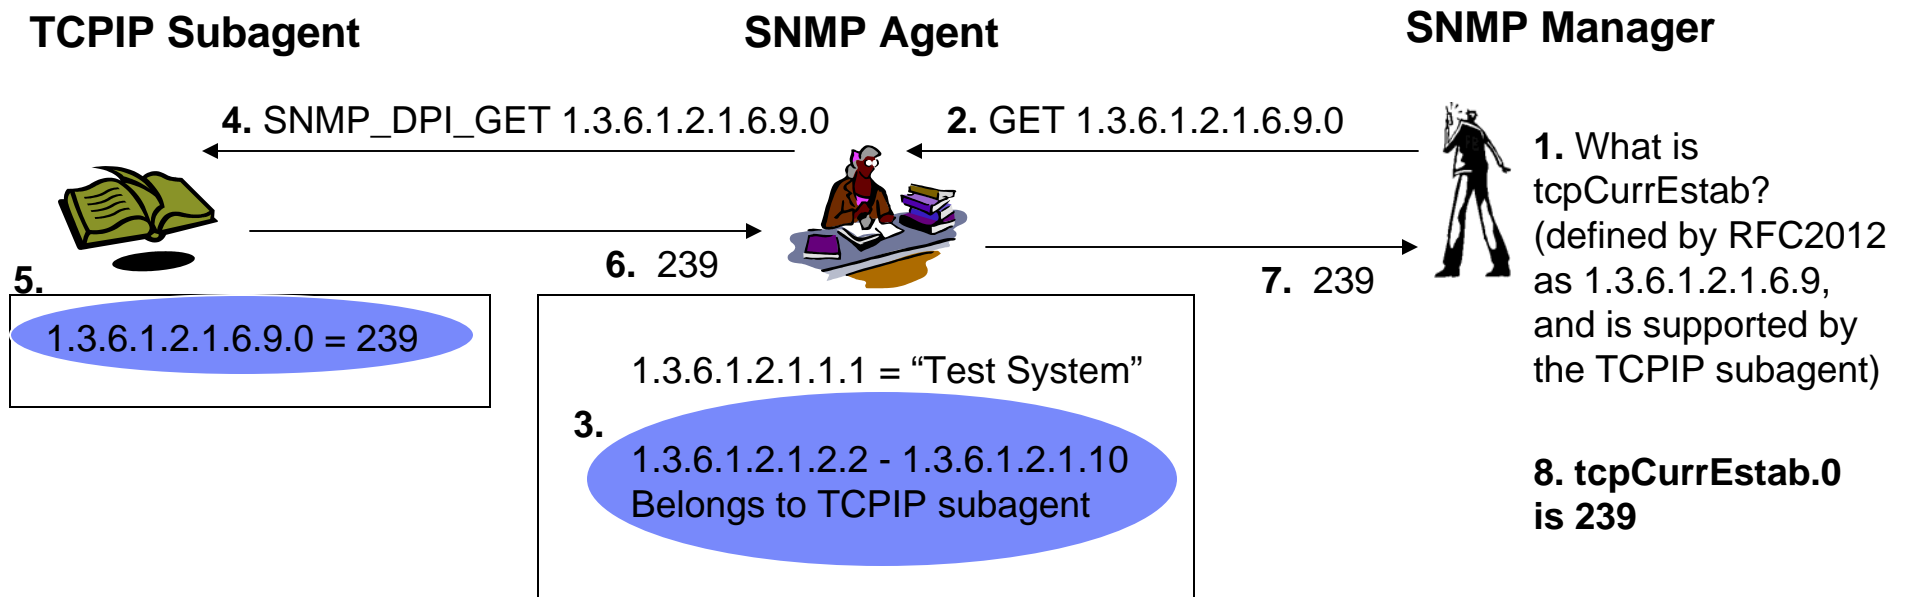 TCPIP Subagent
SNMP Agent
SNMP Manager
4. SNMP_DPI_GET 1.3.6.1.2.1.6.9.0
2. GET 1.3.6.1.2.1.6.9.0
1. What is
tcpCurrEstab?
(defined by RFC2012
as 1.3.6.1.2.1.6.9,
and is supported by
the TCPIP subagent)
6. 239
7. 239
5.
1.3.6.1.2.1.6.9.0 = 239
1.3.6.1.2.1.1.1 = “Test System”
3.
1.3.6.1.2.1.2.2 - 1.3.6.1.2.1.10
Belongs to TCPIP subagent
8. tcpCurrEstab.0
is 239